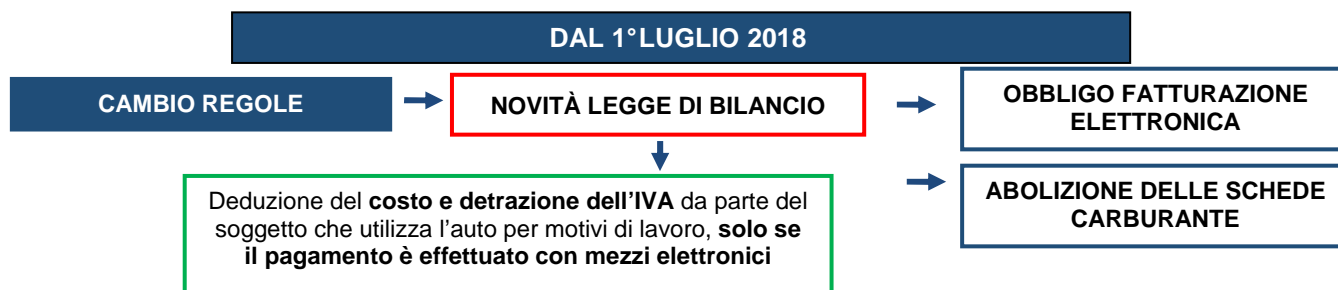 DAL 1°LUGLIO 2018
CAMBIO REGOLE
NOVITÀ LEGGE DI BILANCIO
OBBLIGO FATTURAZIONE
ELETTRONICA
ABOLIZIONE DELLE SCHEDE
CARBURANTE
Deduzione del costo e detrazione dell'IVA da parte del
soggetto che utilizza l'auto per motivi di lavoro, solo se
il pagamento è effettuato con mezzi elettronici